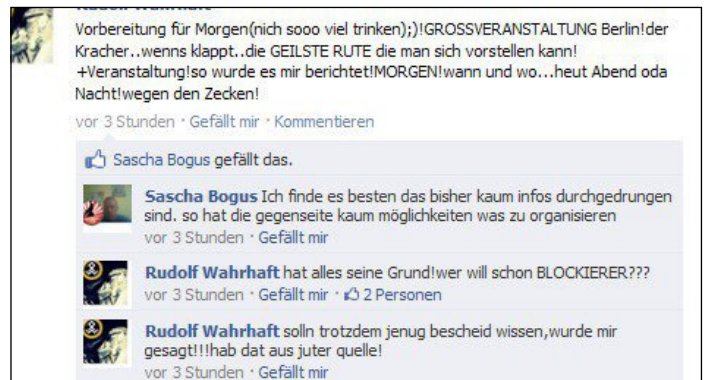 Rudolf Wahrhaft
Vorbereitung für Morgen(nich sooo viel trinken);)!GROSSVERANSTALTUNG Berlin!der
Kracher..wenns klappt..die GEILSTE RUTE die man sich vorstellen kann!
+Veranstaltung!so wurde es mir berichtet!MORGEN!wann und wo...heut Abend oda
Nacht!wegen den Zecken!
vor 3 Stunden · Gefällt mir · Kommentieren
Sascha Bogus gefällt das.
Sascha Bogus Ich finde es besten das bisher kaum infos durchgedrungen
sind. so hat die gegenseite kaum möglichkeiten was zu organisieren
vor 3 Stunden · Gefällt mir
Rudolf Wahrhaft hat alles seine Grund!wer will schon BLOCKIERER???
vor 3 Stunden · Gefällt mir · 2 Personen
Rudolf Wahrhaft solln trotzdem jenug bescheid wissen,wurde mir
gesagt!!!hab dat aus juter quelle!
vor 3 Stunden · Gefällt mir